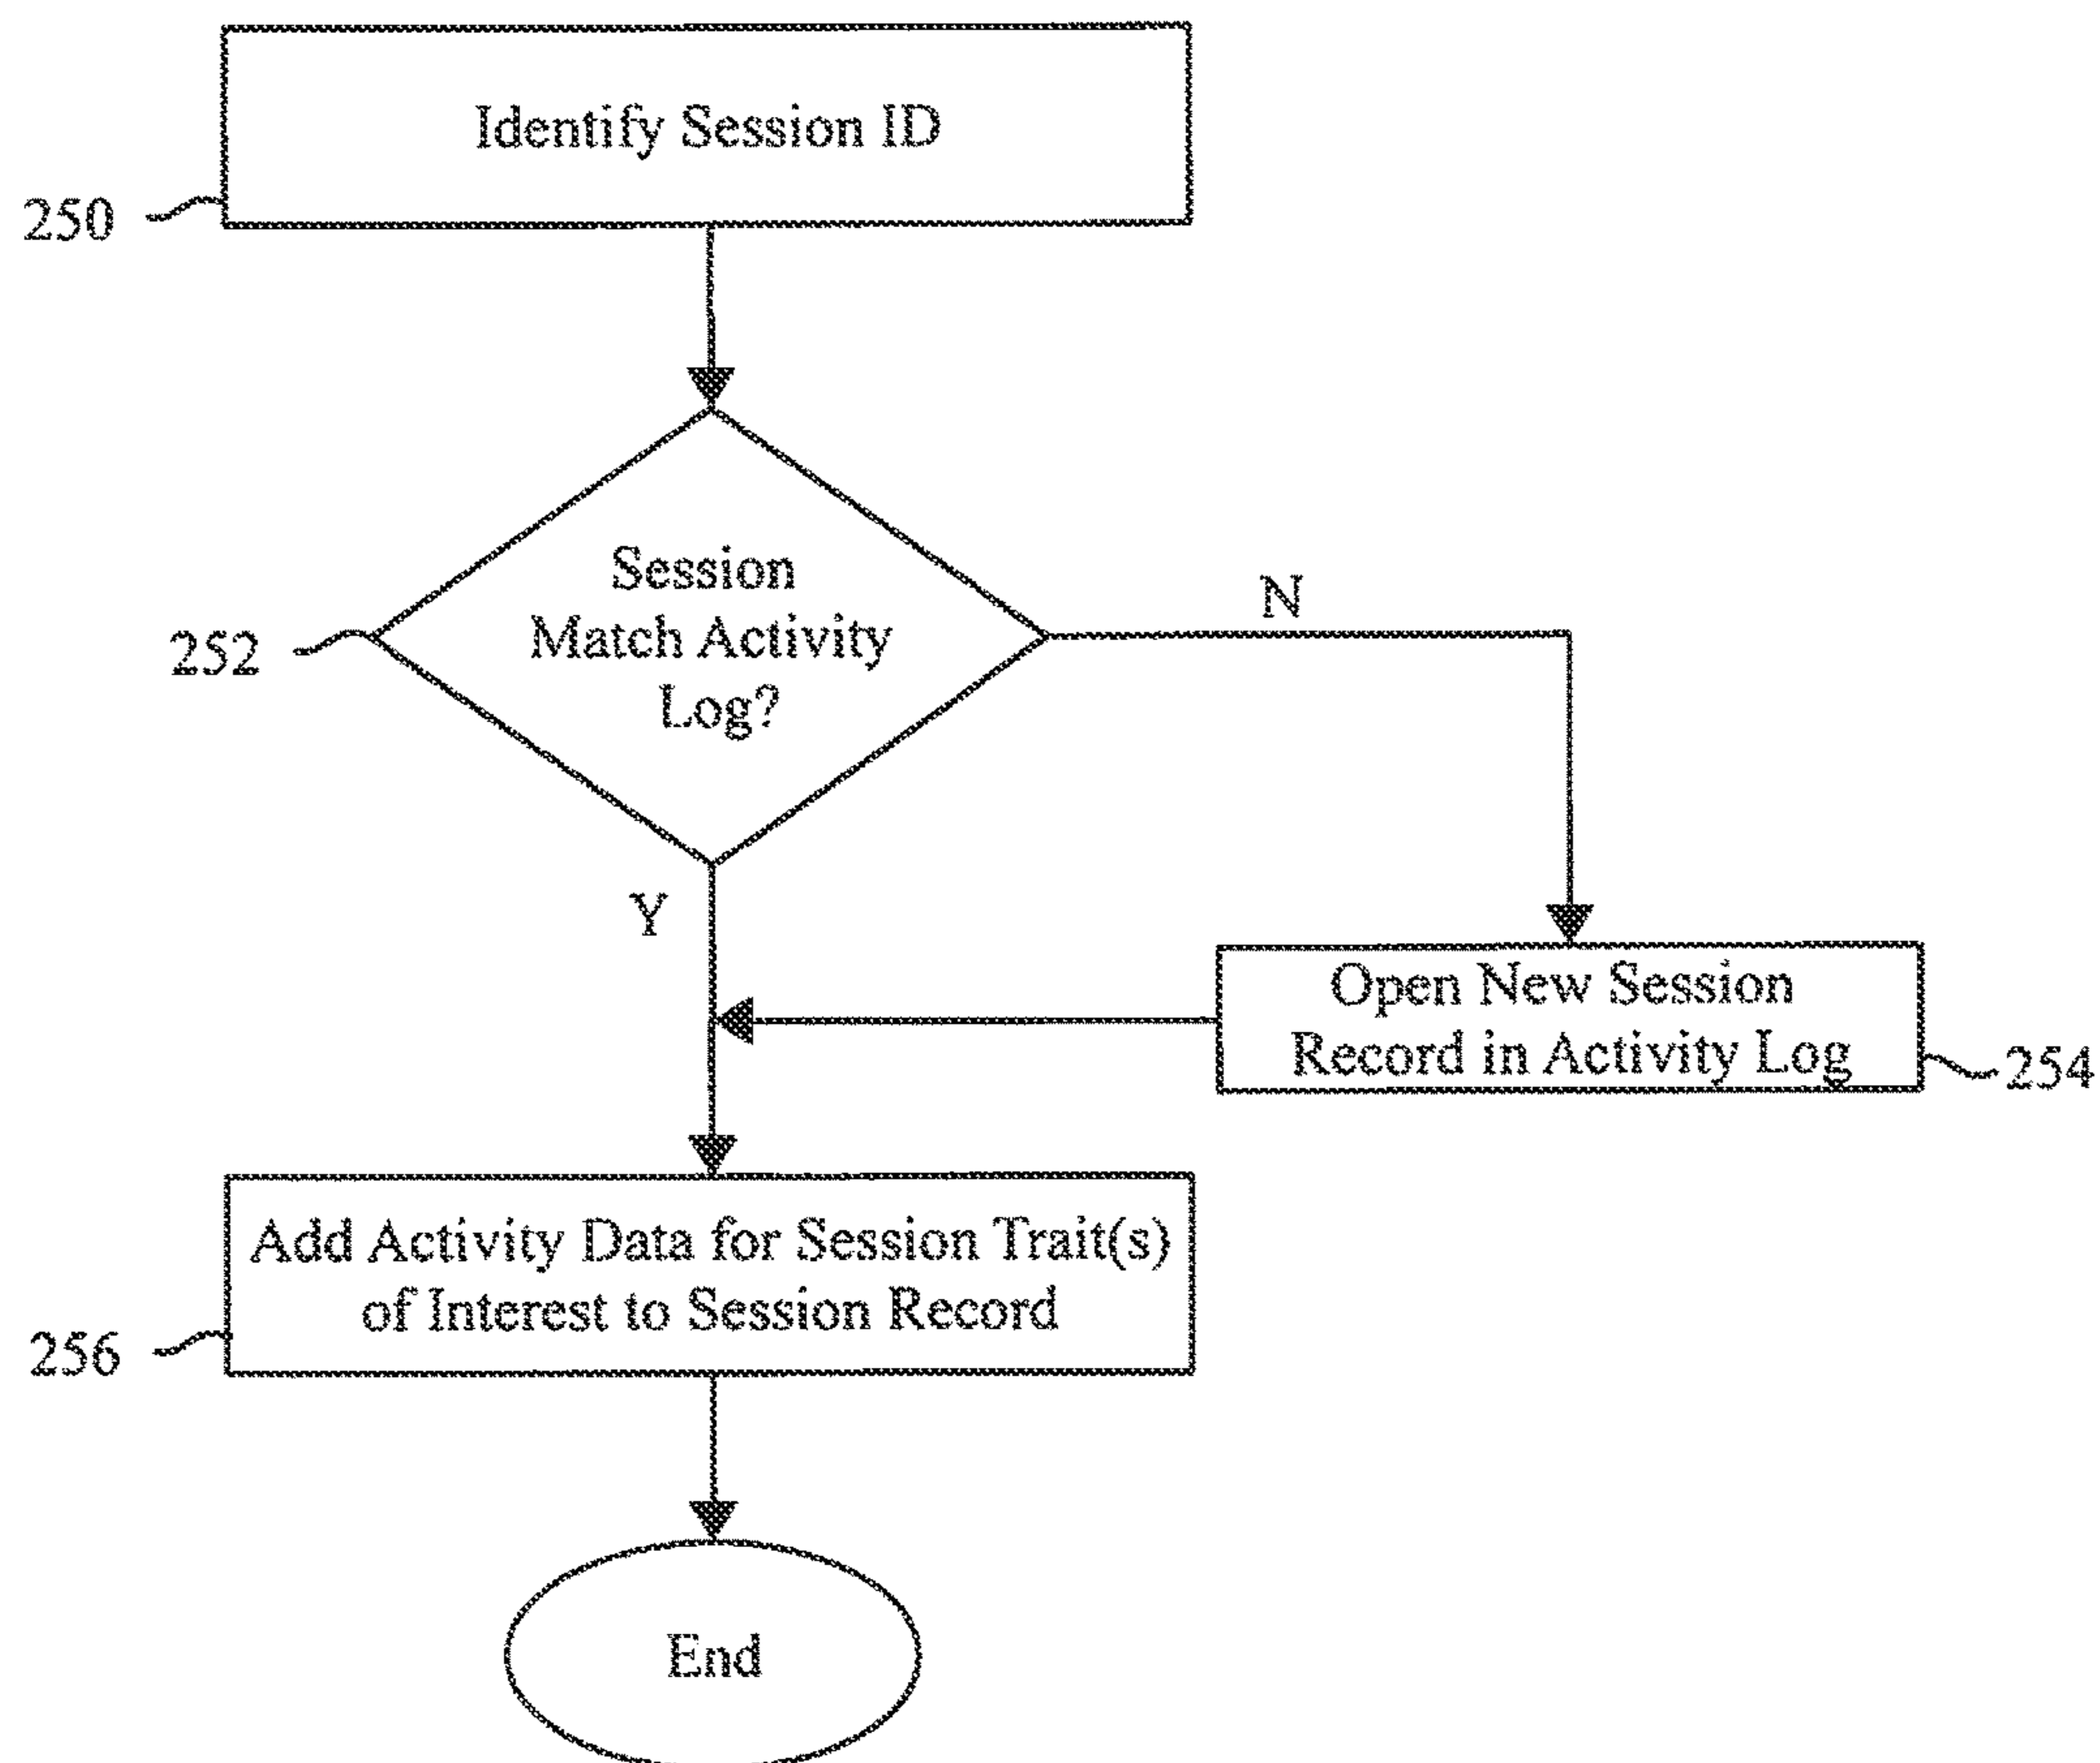 Identify Session ID
250
Session
Match Activity
Log?
252
N
Y
Open New Session
Record in Activity Log
254
Add Activity Data for Session Trait(s)
of Interest to Session Record
256
End